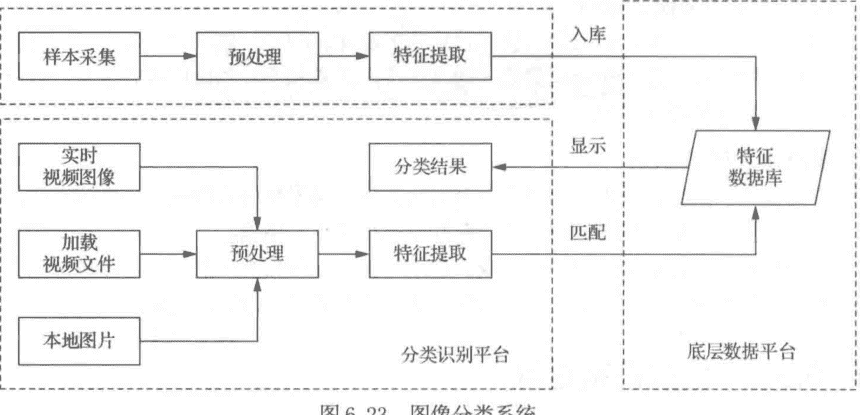 样本采集
预处理
特征提取
入库
实时
视频图像
分类结果
显示
特征
数据库
加载
视频文件
预处理
特征提取
匹配
本地图片
分类识别平台
底层数据平台
图6.23 图像分类系统